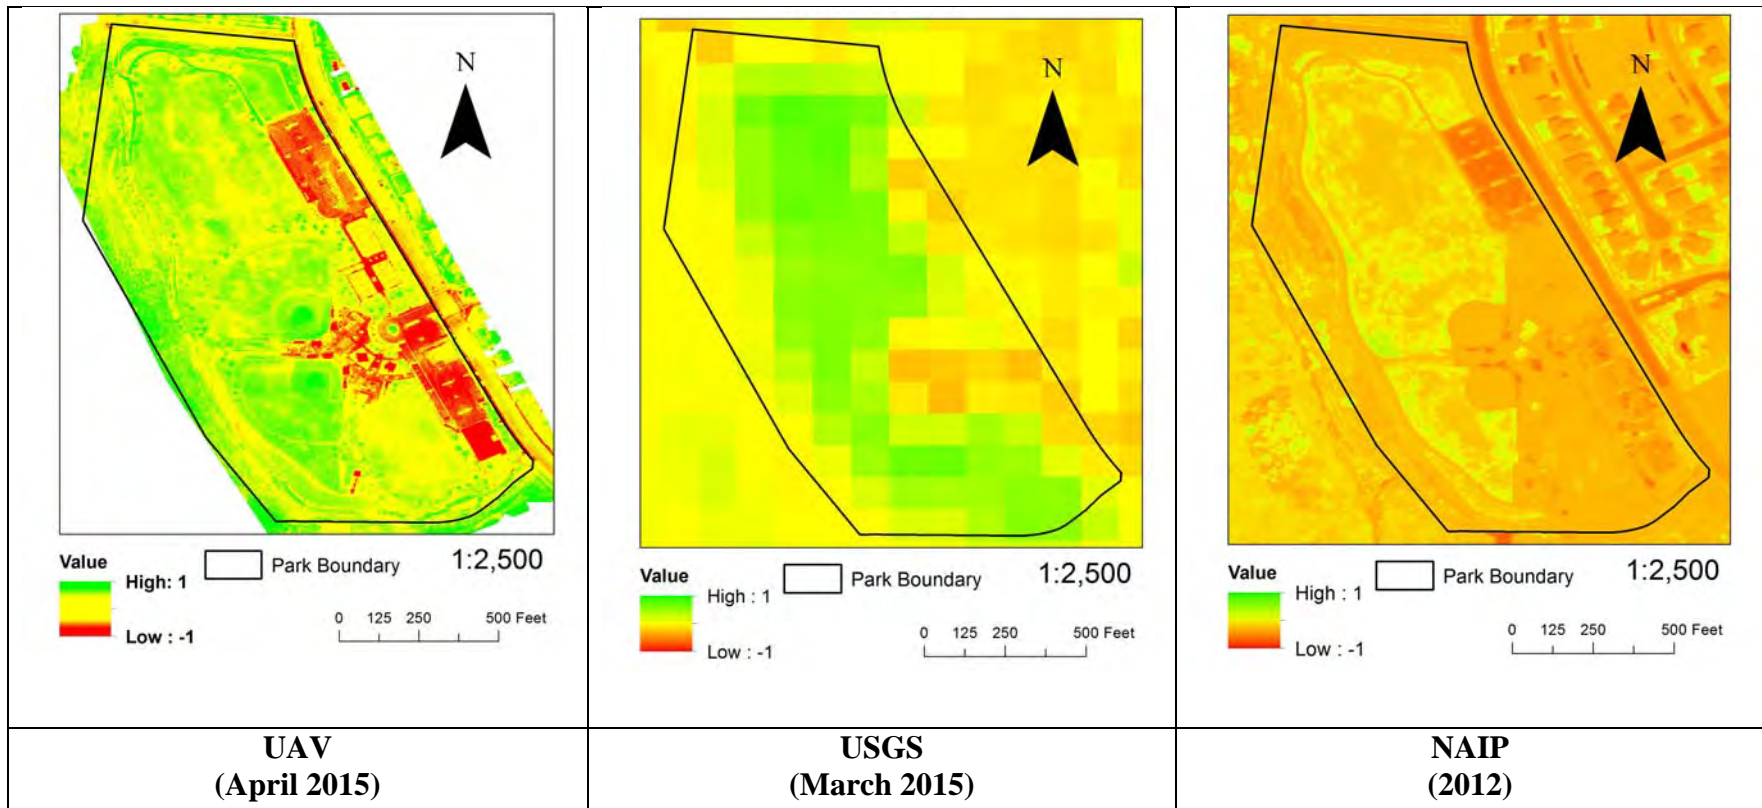 N
Value
High: 1
Low : -1
Park Boundary
1:2,500
0 125 250 500 Feet
N
Value
High : 1
Low : -1
Park Boundary
1:2,500
0 125 250 500 Feet
N
Value
High : 1
Low : -1
Park Boundary
1:2,500
0 125 250 500 Feet
UAV
(April 2015)
USGS
(March 2015)
NAIP
(2012)